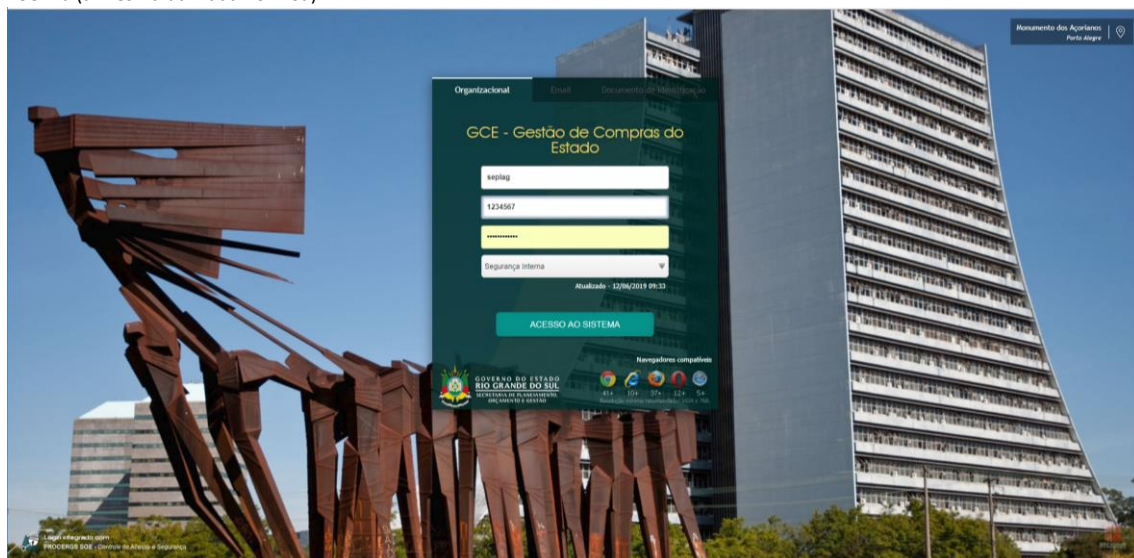 Monumento dos Açorianos
Porto Alegre
Organizacional
Email
Documento de Identificação
GCE - Gestão de Compras do
Estado
seplag
1234567
••••••••••••
Segurança Interna
Atualizado - 12/06/2019 09:33
ACESSO AO SISTEMA
Navegadores compatíveis
GOVERNO DO ESTADO
RIO GRANDE DO SUL
SECRETARIA DE PLANEJAMENTO,
ORÇAMENTO E GESTÃO
41+ 10+ 37+ 12+ 5+
Login integrado com
PROCERGS SOE - Controle de Acesso e Segurança